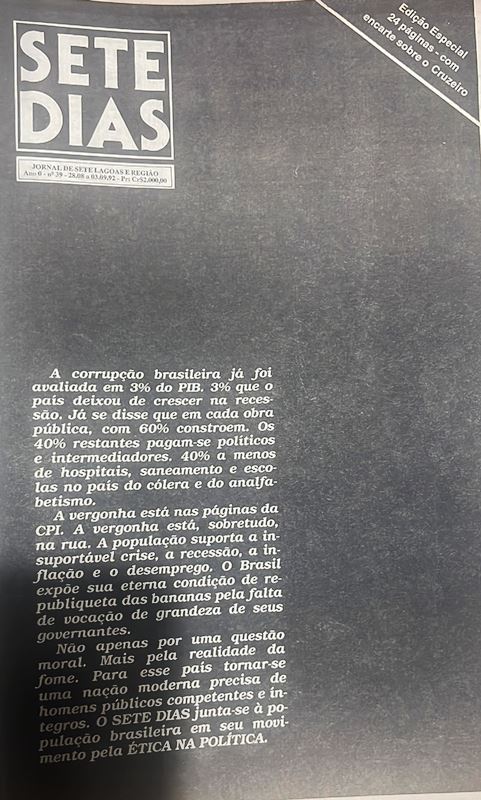 SETE
DIAS
JORNAL DE SETE LAGOAS E REGIÃO
Ano 0 - nº 39 - 28.08 a 03.09.92 - Pri Cr$2.000,00
Edição Especial
24 páginas - com
encarte sobre o Cruzeiro
A corrupção brasileira já foi
avaliada em 3% do PIB. 3% que o
país deixou de crescer na reces-
são. Já se disse que em cada obra
pública, com 60% constroem. Os
40% restantes pagam-se políticos
e intermediadores. 40% a menos
de hospitais, saneamento e esco-
las no país do cólera e do analfa-
betismo.
A vergonha está nas páginas da
CPI. A vergonha está, sobretudo,
na rua. A população suporta a in-
suportável crise, a recessão, a in-
flação e o desemprego. O Brasil
expõe sua eterna condição de re-
publiqueta das bananas pela falta
de vocação de grandeza de seus
governantes.
Não apenas por uma questão
moral. Mais pela realidade da
fome. Para esse país tornar-se
uma nação moderna precisa de
homens públicos competentes e ín-
tegros. O SETE DIAS junta-se à po-
pulação brasileira em seu movi-
mento pela ÉTICA NA POLÍTICA.